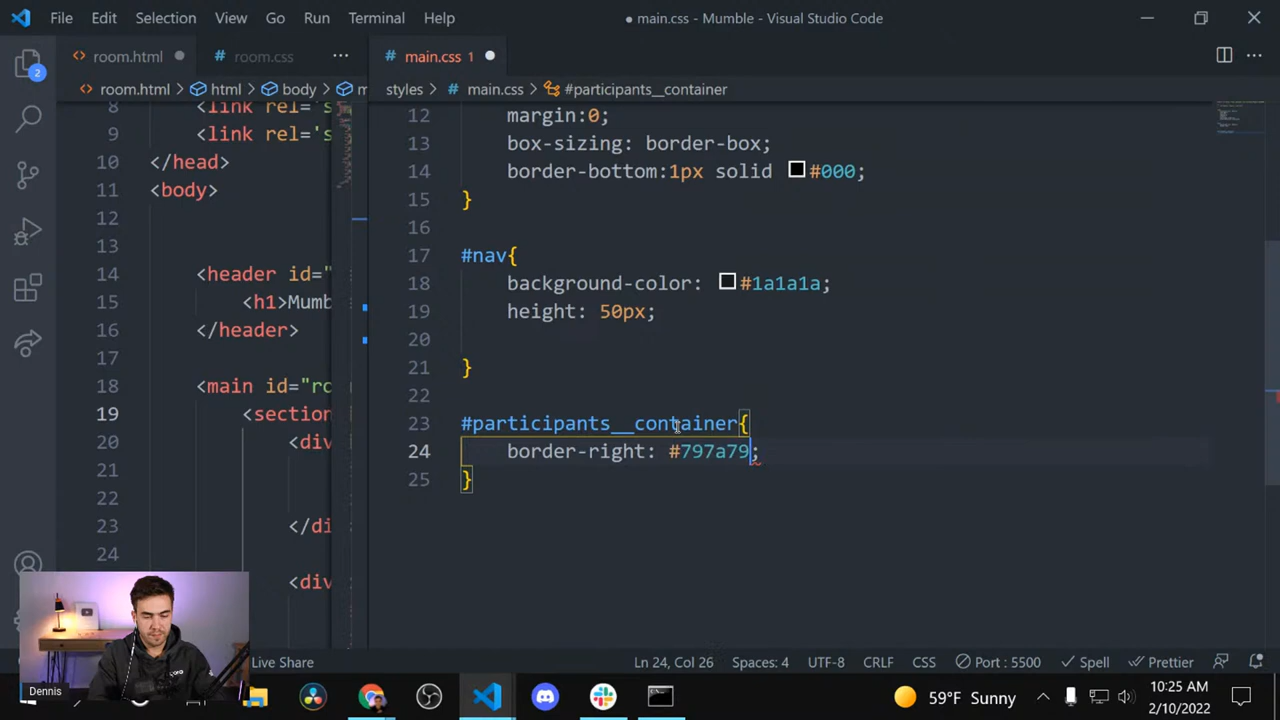 File Edit Selection View Go Run Terminal Help
● main.css - Mumble - Visual Studio Code
room.html ● # room.css ...
# main.css 1 ●
room.html > html > body > m
styles > # main.css > #participants__container
2
8 <link rel='s
9 <link rel='s
10 </head>
11 <body>
12
13
14 <header id="
15 <h1>Mumb
16 </header>
17
18 <main id="ro
19 <section
20 <div
21
22
23 </di
24
<div
12 margin:0;
13 box-sizing: border-box;
14 border-bottom:1px solid #000;
15 }
16
17 #nav{
18 background-color: #1a1a1a;
19 height: 50px;
20
21 }
22
23 #participants__container{
24 border-right: #797a79;
25 }
Live Share
Ln 24, Col 26 Spaces: 4 UTF-8 CRLF CSS Port : 5500 Spell Prettier
Dennis
59°F Sunny
10:25 AM
2/10/2022